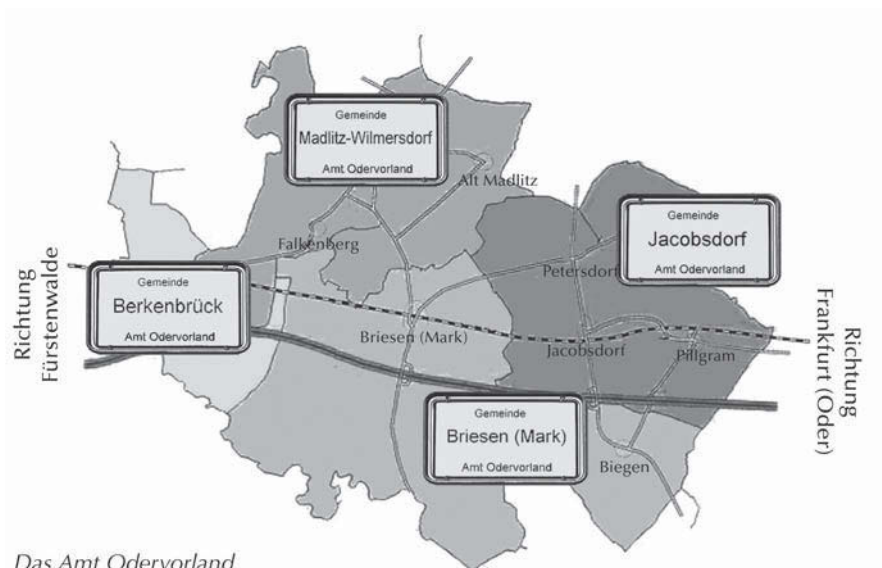 Gemeinde
Madlitz-Wilmersdorf
Amt Odervorland
Alt Madlitz
Gemeinde
Jacobsdorf
Amt Odervorland
Falkenberg
Petersdorf
Gemeinde
Berkenbrück
Amt Odervorland
Richtung
Fürstenwalde
Briesen (Mark)
Jacobsdorf
Pillgram
Richtung
Frankfurt (Oder)
Gemeinde
Briesen (Mark)
Amt Odervorland
Biegen
Das Amt Odervorland